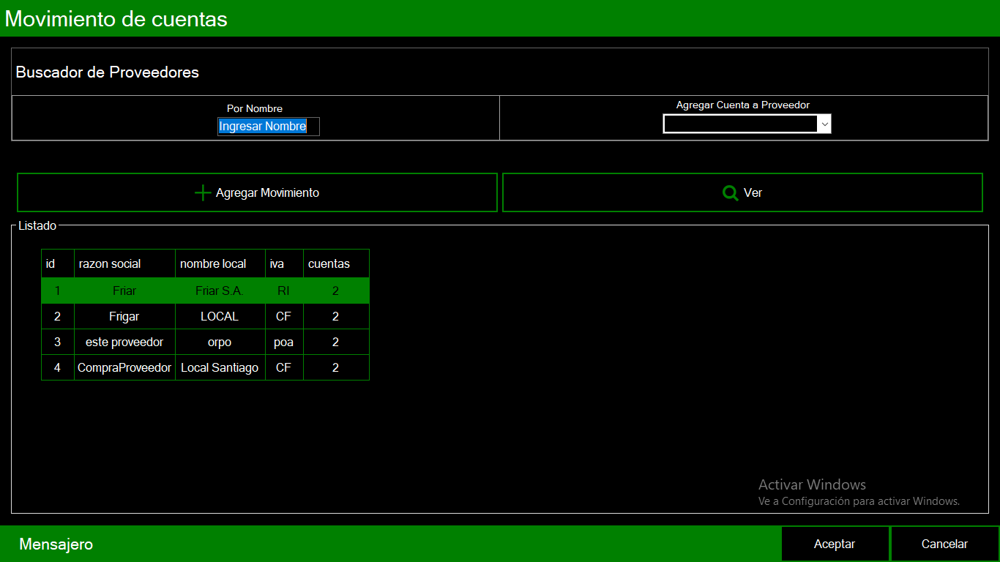 Movimiento de cuentas
Buscador de Proveedores
Por Nombre
Ingresar Nombre
Agregar Cuenta a Proveedor
Agregar Movimiento
Ver
Listado
id razon social nombre local iva cuentas
1 Friar Friar S.A. RI 2
2 Frigar LOCAL CF 2
3 este proveedor orpo poa 2
4 CompraProveedor Local Santiago CF 2
Activar Windows
Ve a Configuración para activar Windows.
Mensajero
Aceptar
Cancelar